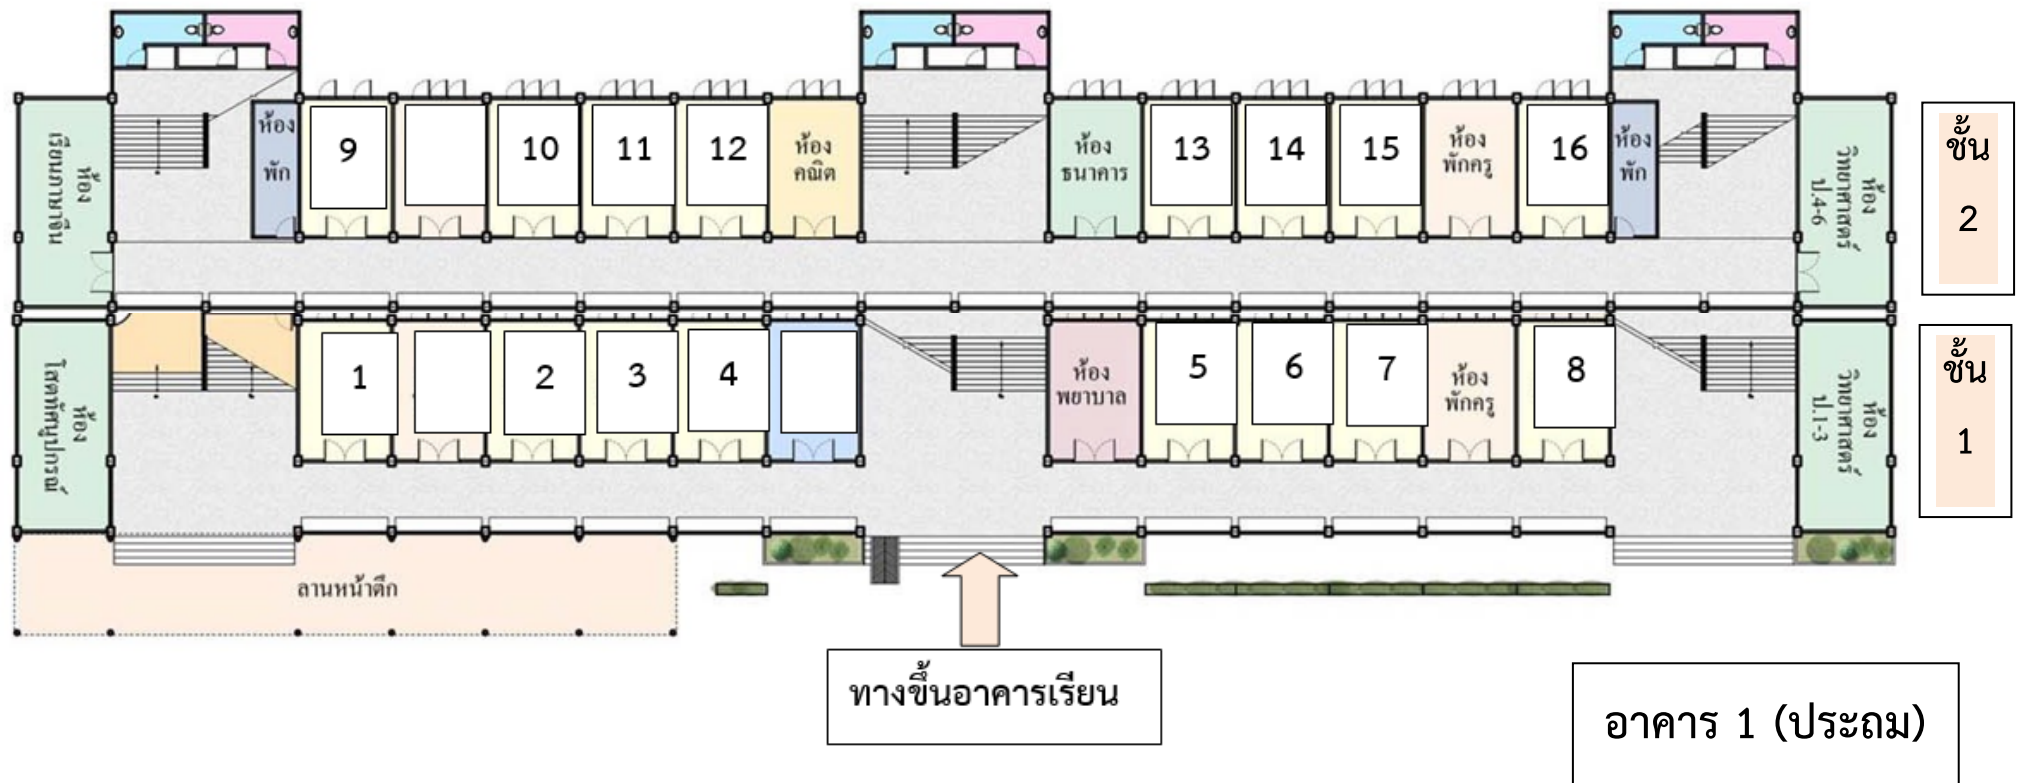 ห้อง
เรียนภาษาจีน
ห้อง
พัก
9
10
11
12
ห้อง
คณิต
ห้อง
ธนาคาร
13
14
15
ห้อง
พักครู
16
ห้อง
พัก
ห้อง
วิทยาศาสตร์
ป.4-6
ชั้น
2
ห้อง
โสตทัศนูปกรณ์
1
2
3
4
ห้อง
พยาบาล
5
6
7
ห้อง
พักครู
8
ห้อง
วิทยาศาสตร์
ป.1-3
ชั้น
1
ลานหน้าตึก
ทางขึ้นอาคารเรียน
อาคาร 1 (ประถม)